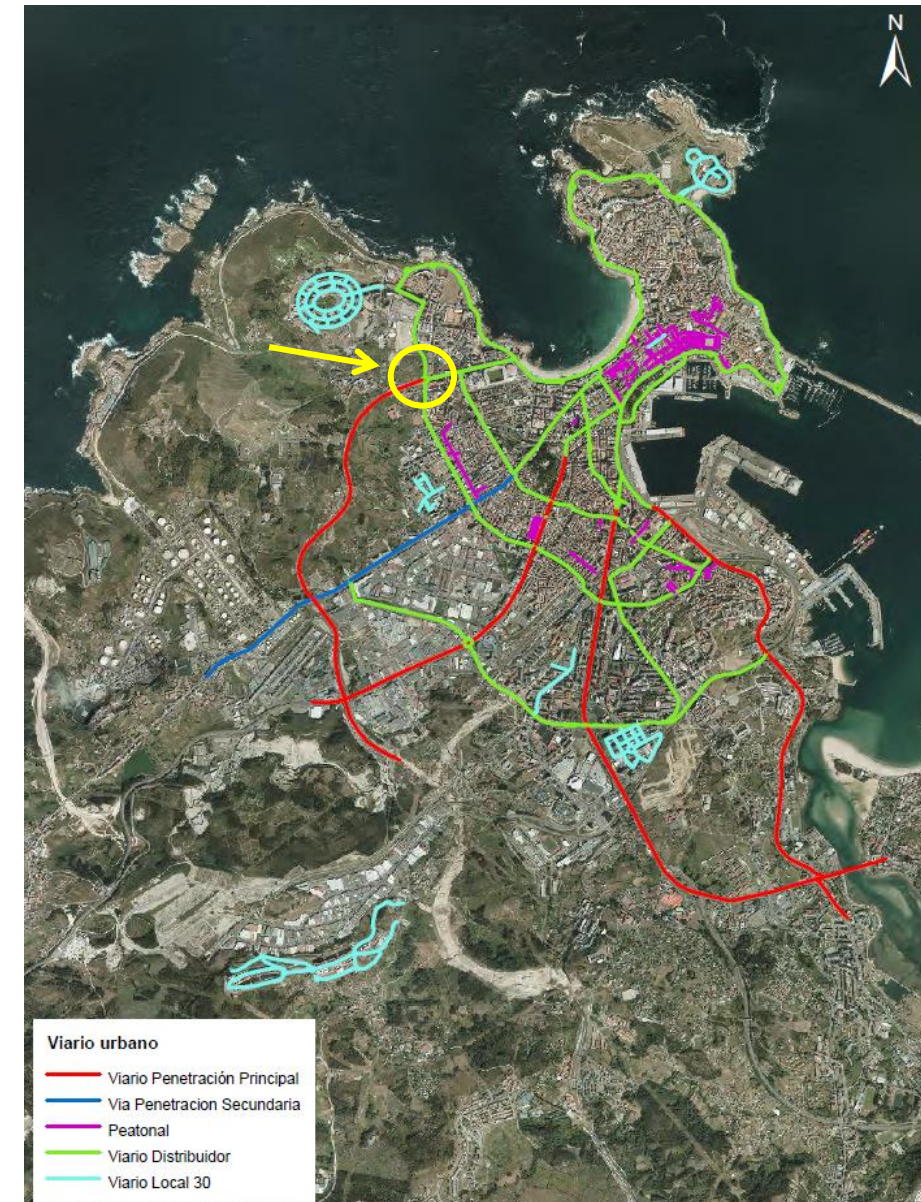 N
Viario urbano
Viario Penetración Principal
Via Penetracion Secundaria
Peatonal
Viario Distribuidor
Viario Local 30